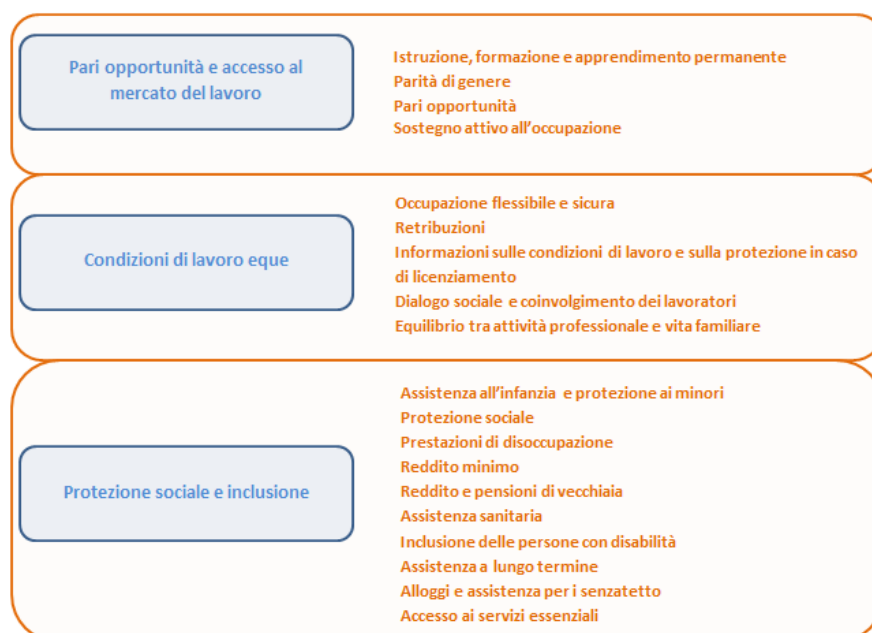 Pari opportunità e accesso al
mercato del lavoro
Istruzione, formazione e apprendimento permanente
Parità di genere
Pari opportunità
Sostegno attivo all'occupazione
Condizioni di lavoro eque
Occupazione flessibile e sicura
Retribuzioni
Informazioni sulle condizioni di lavoro e sulla protezione in caso
di licenziamento
Dialogo sociale e coinvolgimento dei lavoratori
Equilibrio tra attività professionale e vita familiare
Protezione sociale e inclusione
Assistenza all'infanzia e protezione ai minori
Protezione sociale
Prestazioni di disoccupazione
Reddito minimo
Reddito e pensioni di vecchiaia
Assistenza sanitaria
Inclusione delle persone con disabilità
Assistenza a lungo termine
Alloggi e assistenza per i senzatetto
Accesso ai servizi essenziali